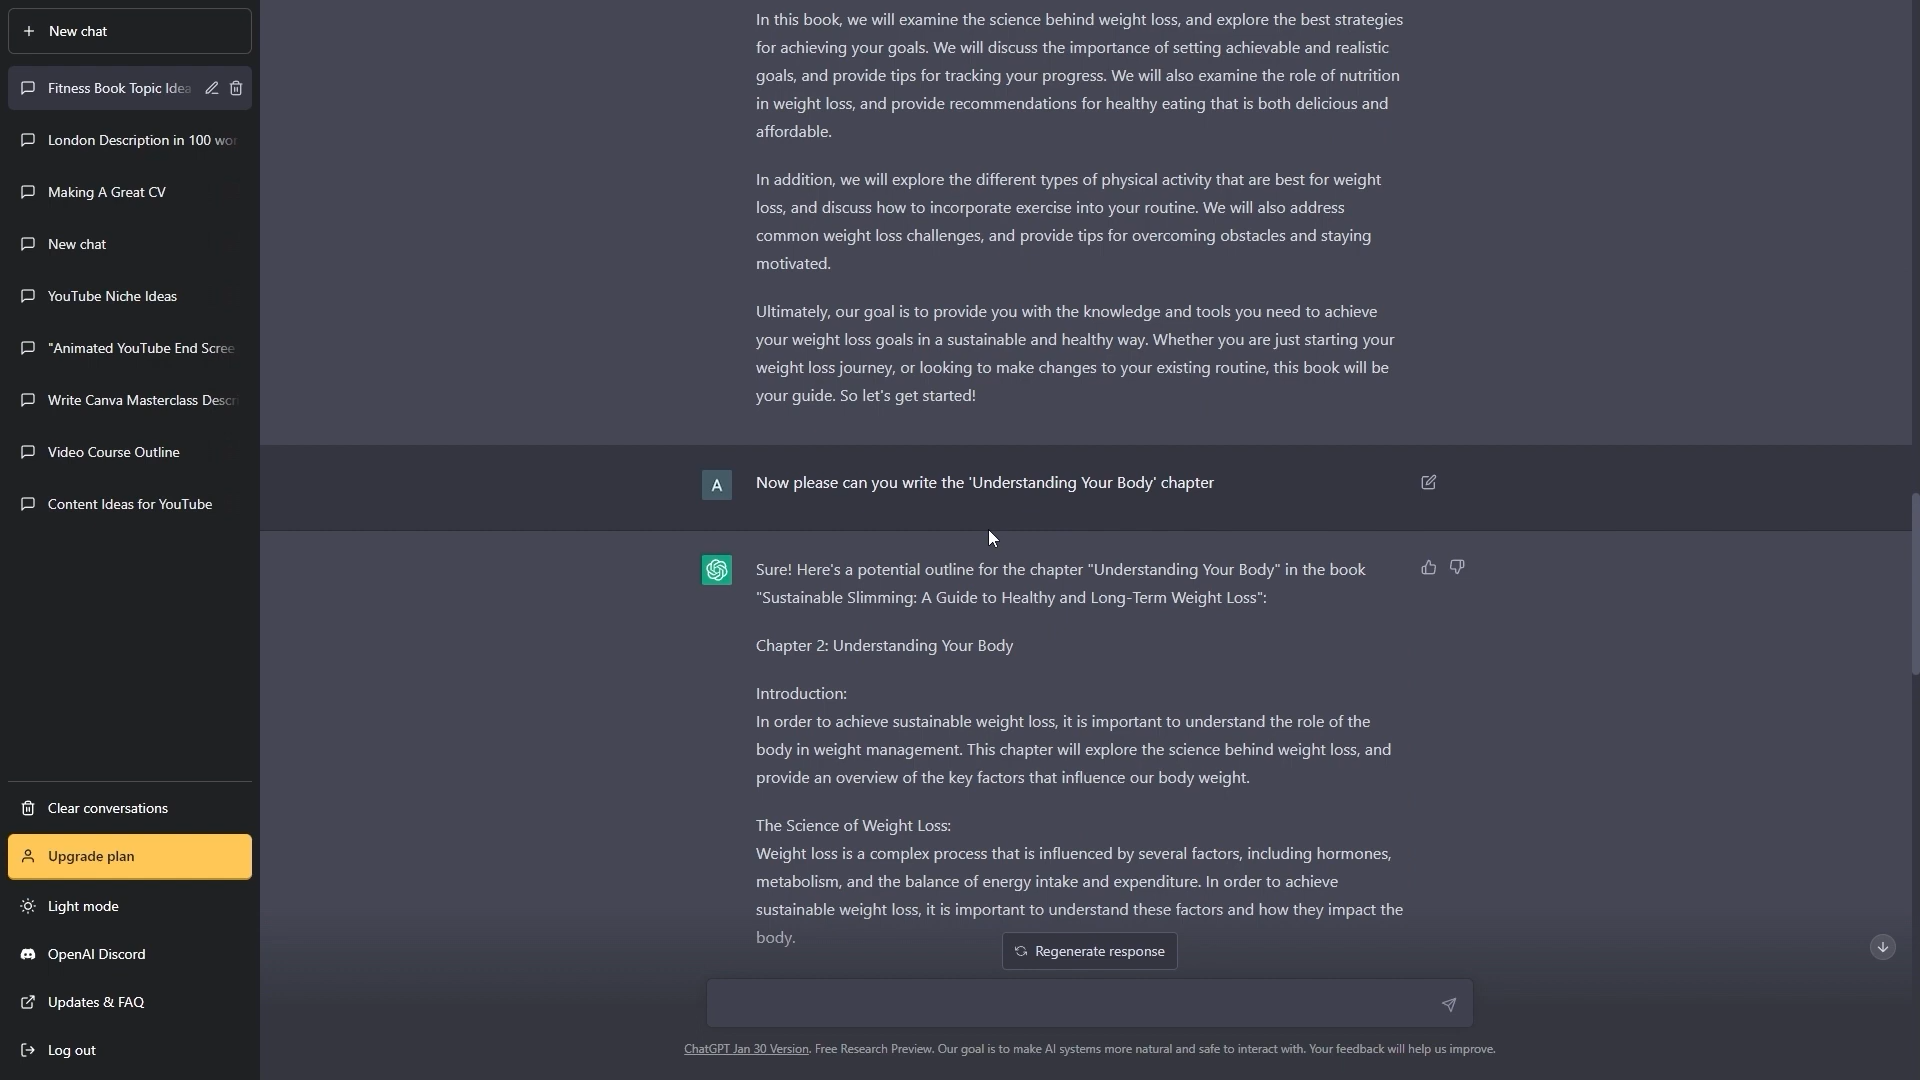 New chat
Fitness Book Topic Idea
London Description in 100 wor
Making A Great CV
New chat
YouTube Niche Ideas
"Animated YouTube End Scree
Write Canva Masterclass Descr
Video Course Outline
Content Ideas for YouTube
Clear conversations
Upgrade plan
Light mode
OpenAI Discord
Updates & FAQ
Log out
In this book, we will examine the science behind weight loss, and explore the best strategies
for achieving your goals. We will discuss the importance of setting achievable and realistic
goals, and provide tips for tracking your progress. We will also examine the role of nutrition
in weight loss, and provide recommendations for healthy eating that is both delicious and
affordable.
In addition, we will explore the different types of physical activity that are best for weight
loss, and discuss how to incorporate exercise into your routine. We will also address
common weight loss challenges, and provide tips for overcoming obstacles and staying
motivated.
Ultimately, our goal is to provide you with the knowledge and tools you need to achieve
your weight loss goals in a sustainable and healthy way. Whether you are just starting your
weight loss journey, or looking to make changes to your existing routine, this book will be
your guide. So let's get started!
A
Now please can you write the 'Understanding Your Body' chapter
Sure! Here's a potential outline for the chapter "Understanding Your Body" in the book
"Sustainable Slimming: A Guide to Healthy and Long-Term Weight Loss":
Chapter 2: Understanding Your Body
Introduction:
In order to achieve sustainable weight loss, it is important to understand the role of the
body in weight management. This chapter will explore the science behind weight loss, and
provide an overview of the key factors that influence our body weight.
The Science of Weight Loss:
Weight loss is a complex process that is influenced by several factors, including hormones,
metabolism, and the balance of energy intake and expenditure. In order to achieve
sustainable weight loss, it is important to understand these factors and how they impact the
body.
Regenerate response
ChatGPT Jan 30 Version. Free Research Preview. Our goal is to make AI systems more natural and safe to interact with. Your feedback will help us improve.